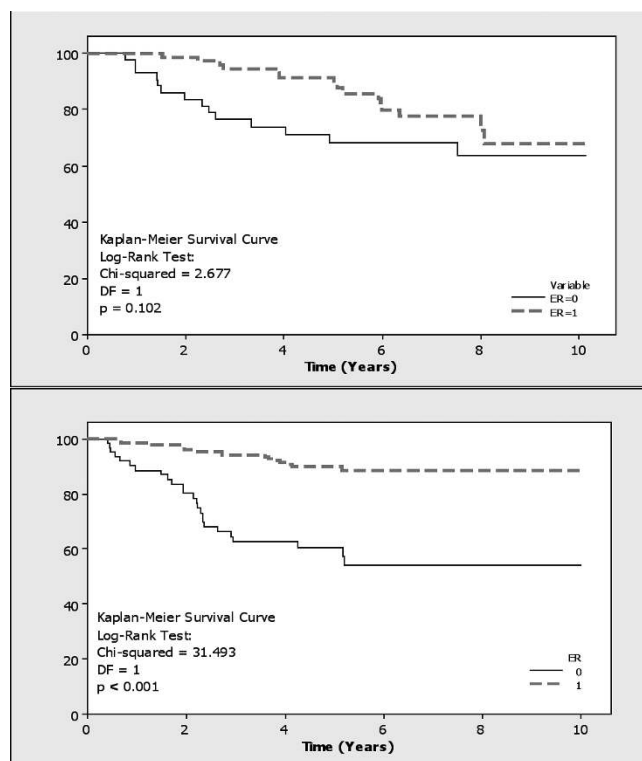 100
80
60
40
20
0
Kaplan-Meier Survival Curve
Log-Rank Test:
Chi-squared = 2.677
DF = 1
p = 0.102
Variable
ER=0
ER=1
0 2 4 6 8 10
Time (Years)
100
80
60
40
20
0
Kaplan-Meier Survival Curve
Log-Rank Test:
Chi-squared = 31.493
DF = 1
p < 0.001
ER
0
1
0 2 4 6 8 10
Time (Years)